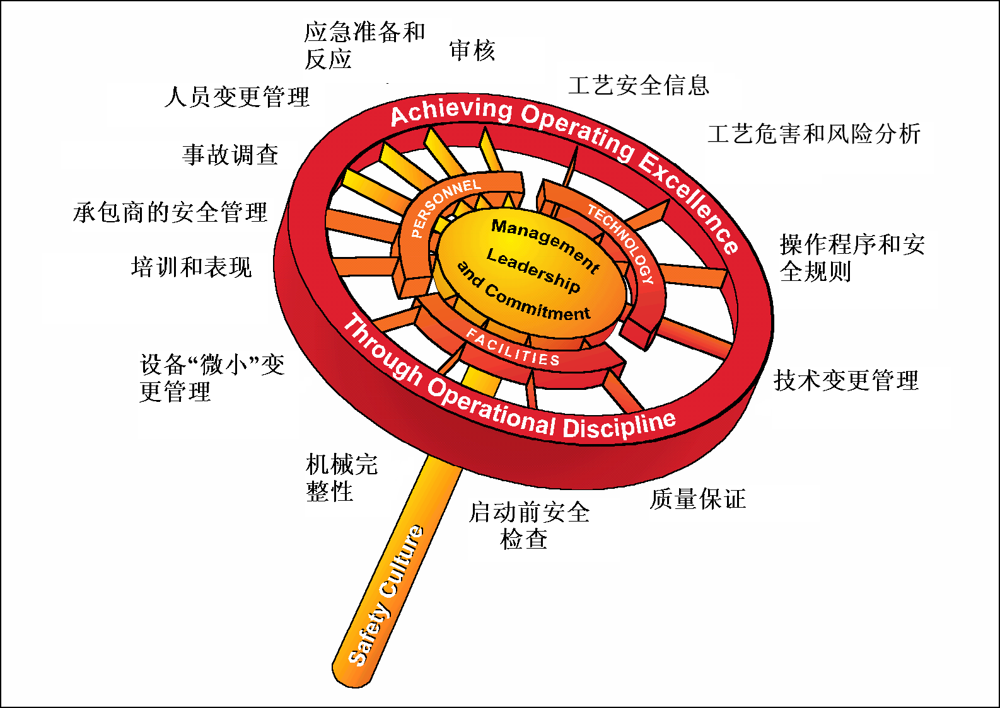 应急准备和
反应
审核
工艺安全信息
人员变更管理
工艺危害和风险分析
事故调查
承包商的安全管理
培训和表现
操作程序和安
全规则
设备“微小”变
更管理
技术变更管理
机械完
整性
启动前安全
检查
质量保证
Achieving Operating Excellence
Through Operational Discipline
PERSONNEL
TECHNOLOGY
FACILITIES
Management
Leadership
and Commitment
Safety Culture